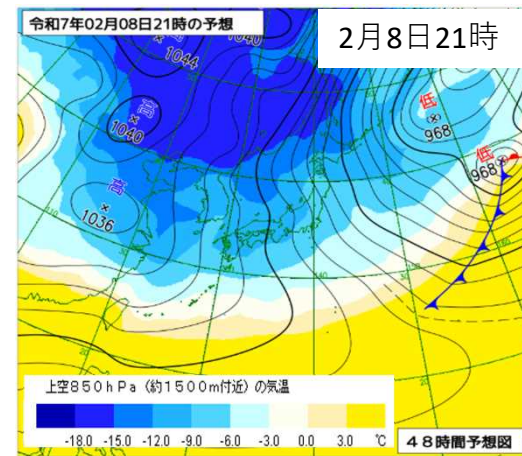 令和7年02月08日21時の予想
2月8日21時
1044
1040
高
1040
高
1036
低
968
低
968
上空850hPa(約1500m付近)の気温
-18.0 -15.0 -12.0 -9.0 -6.0 -3.0 0.0 3.0 ℃
48時間予想図